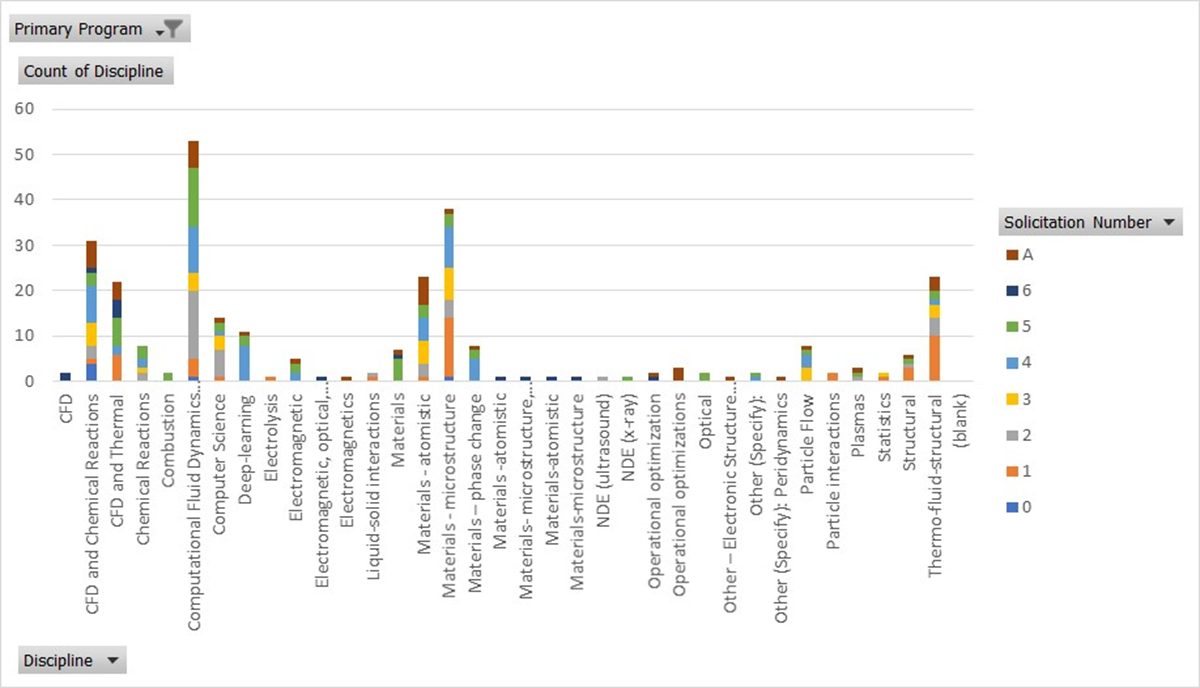 Primary Program
Count of Discipline
60
50
40
30
20
10
0
CFD
CFD and Chemical Reactions
CFD and Thermal
Chemical Reactions
Combustion
Computational Fluid Dynamics...
Computer Science
Deep-learning
Electrolysis
Electromagnetic
Electromagnetic, optical,...
Electromagnetics
Liquid-solid interactions
Materials
Materials - atomistic
Materials - microstructure
Materials – phase change
Materials -atomistic
Materials- microstructure,...
Materials-atomistic
Materials-microstructure
NDE (ultrasound)
NDE (x-ray)
Operational optimization
Operational optimizations
Optical
Other – Electronic Structure...
Other (Specify):
Other (Specify): Peridynamics
Particle Flow
Particle interactions
Plasmas
Statistics
Structural
Thermo-fluid-structural
(blank)
Solicitation Number
A
6
5
4
3
2
1
0
Discipline